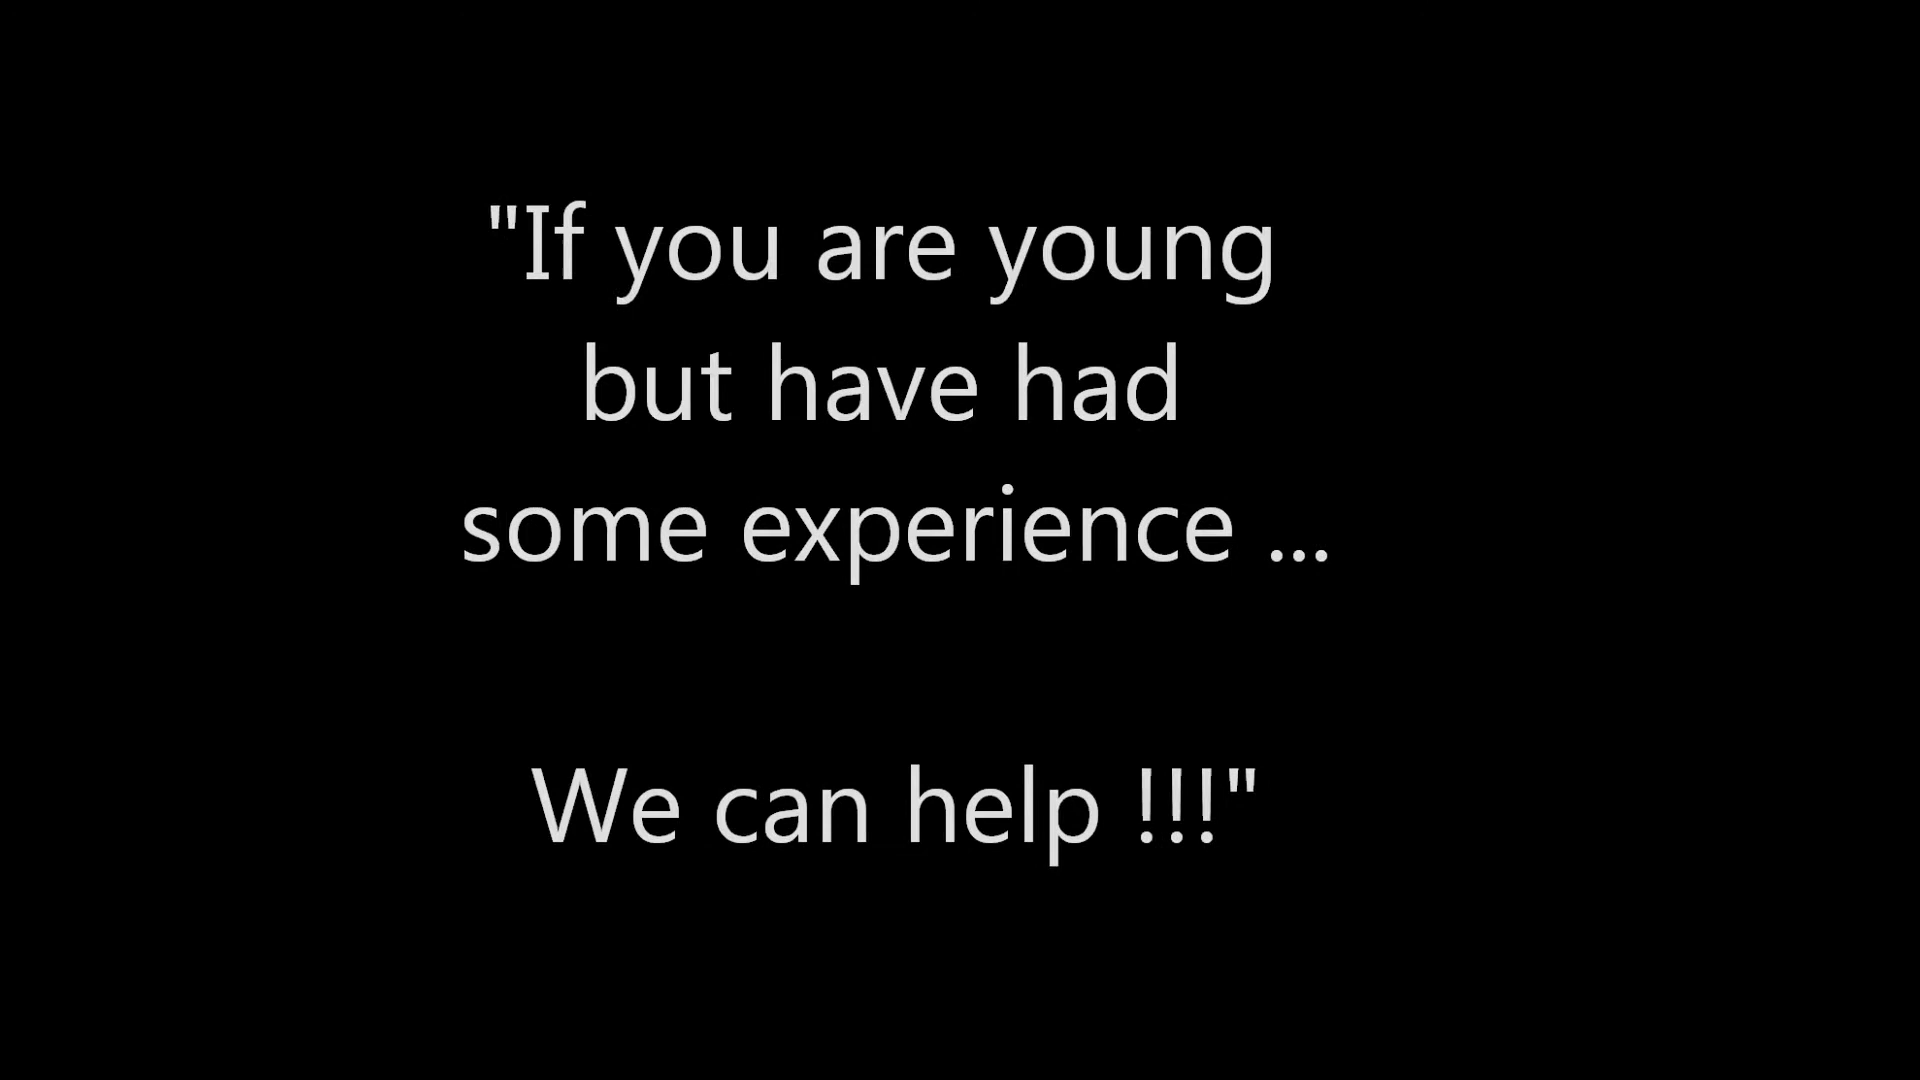 "If you are young
but have had
some experience ...
We can help !!!"